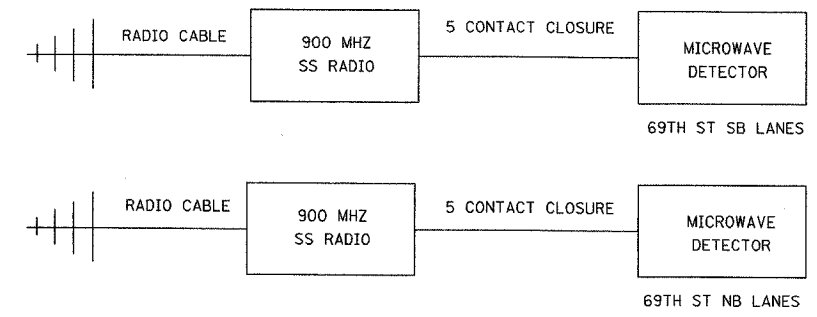 RADIO CABLE
900 MHZ
SS RADIO
5 CONTACT CLOSURE
MICROWAVE
DETECTOR
69TH ST SB LANES
RADIO CABLE
900 MHZ
SS RADIO
5 CONTACT CLOSURE
MICROWAVE
DETECTOR
69TH ST NB LANES